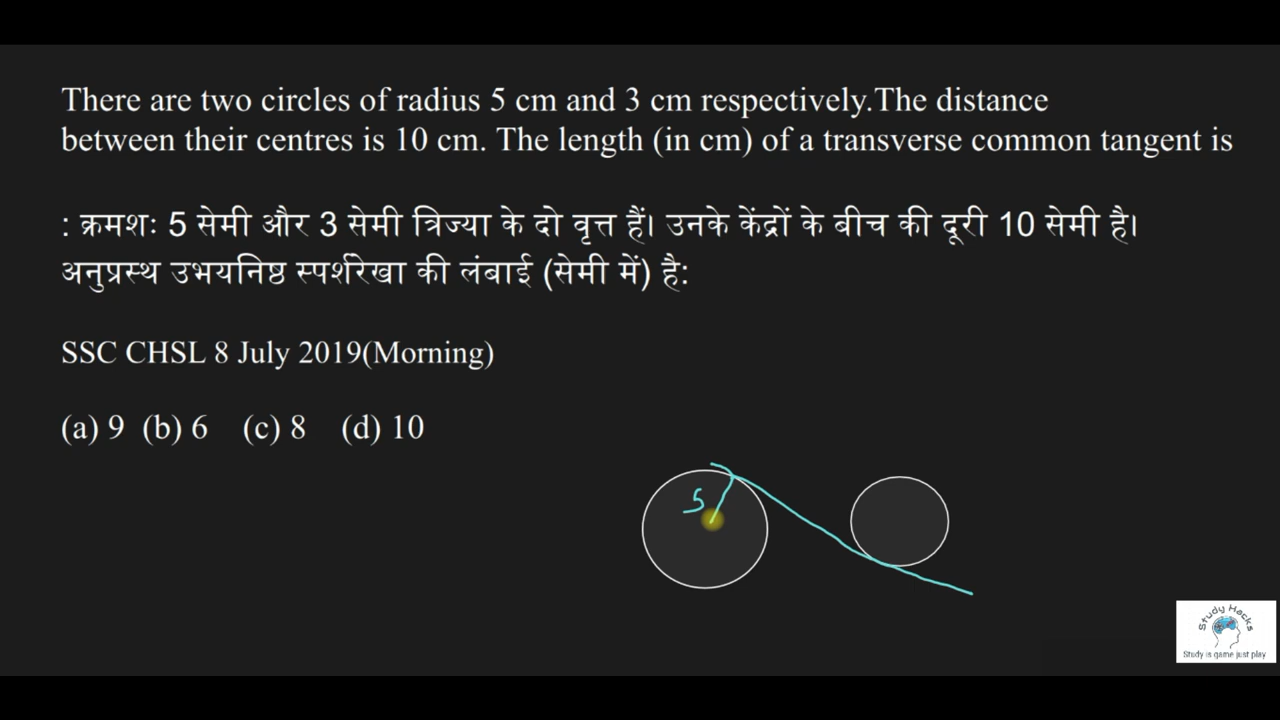 There are two circles of radius 5 cm and 3 cm respectively.The distance
between their centres is 10 cm. The length (in cm) of a transverse common tangent is
: क्रमशः 5 सेमी और 3 सेमी त्रिज्या के दो वृत्त हैं। उनके केंद्रों के बीच की दूरी 10 सेमी है।
अनुप्रस्थ उभयनिष्ठ स्पर्शरेखा की लंबाई (सेमी में) है:
SSC CHSL 8 July 2019(Morning)
(a) 9 (b) 6 (c) 8 (d) 10
5
Study Hacks
Study is game just play